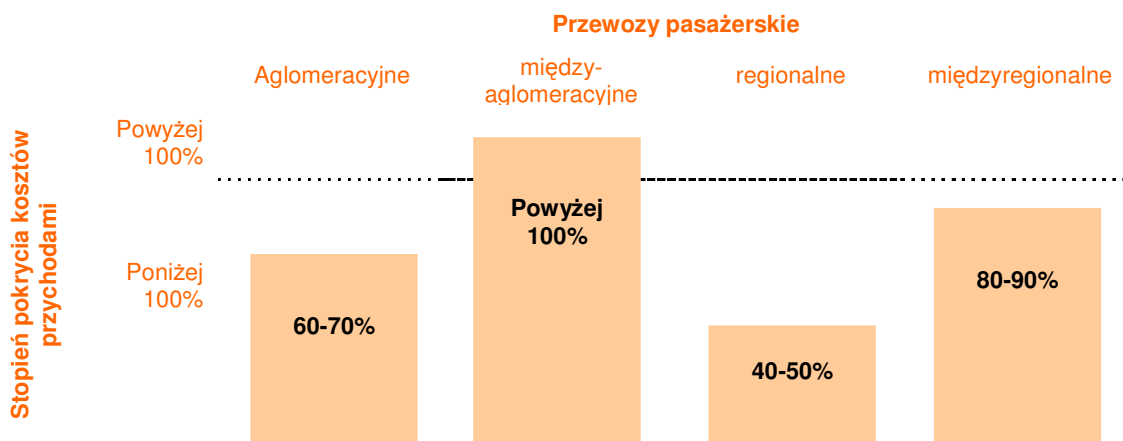 Przewozy pasażerskie
Aglomeracyjne
między-
aglomeracyjne
regionalne
międzyregionalne
Stopień pokrycia kosztów
przychodami
Powyżej
100%
Poniżej
100%
60-70%
Powyżej
100%
40-50%
80-90%